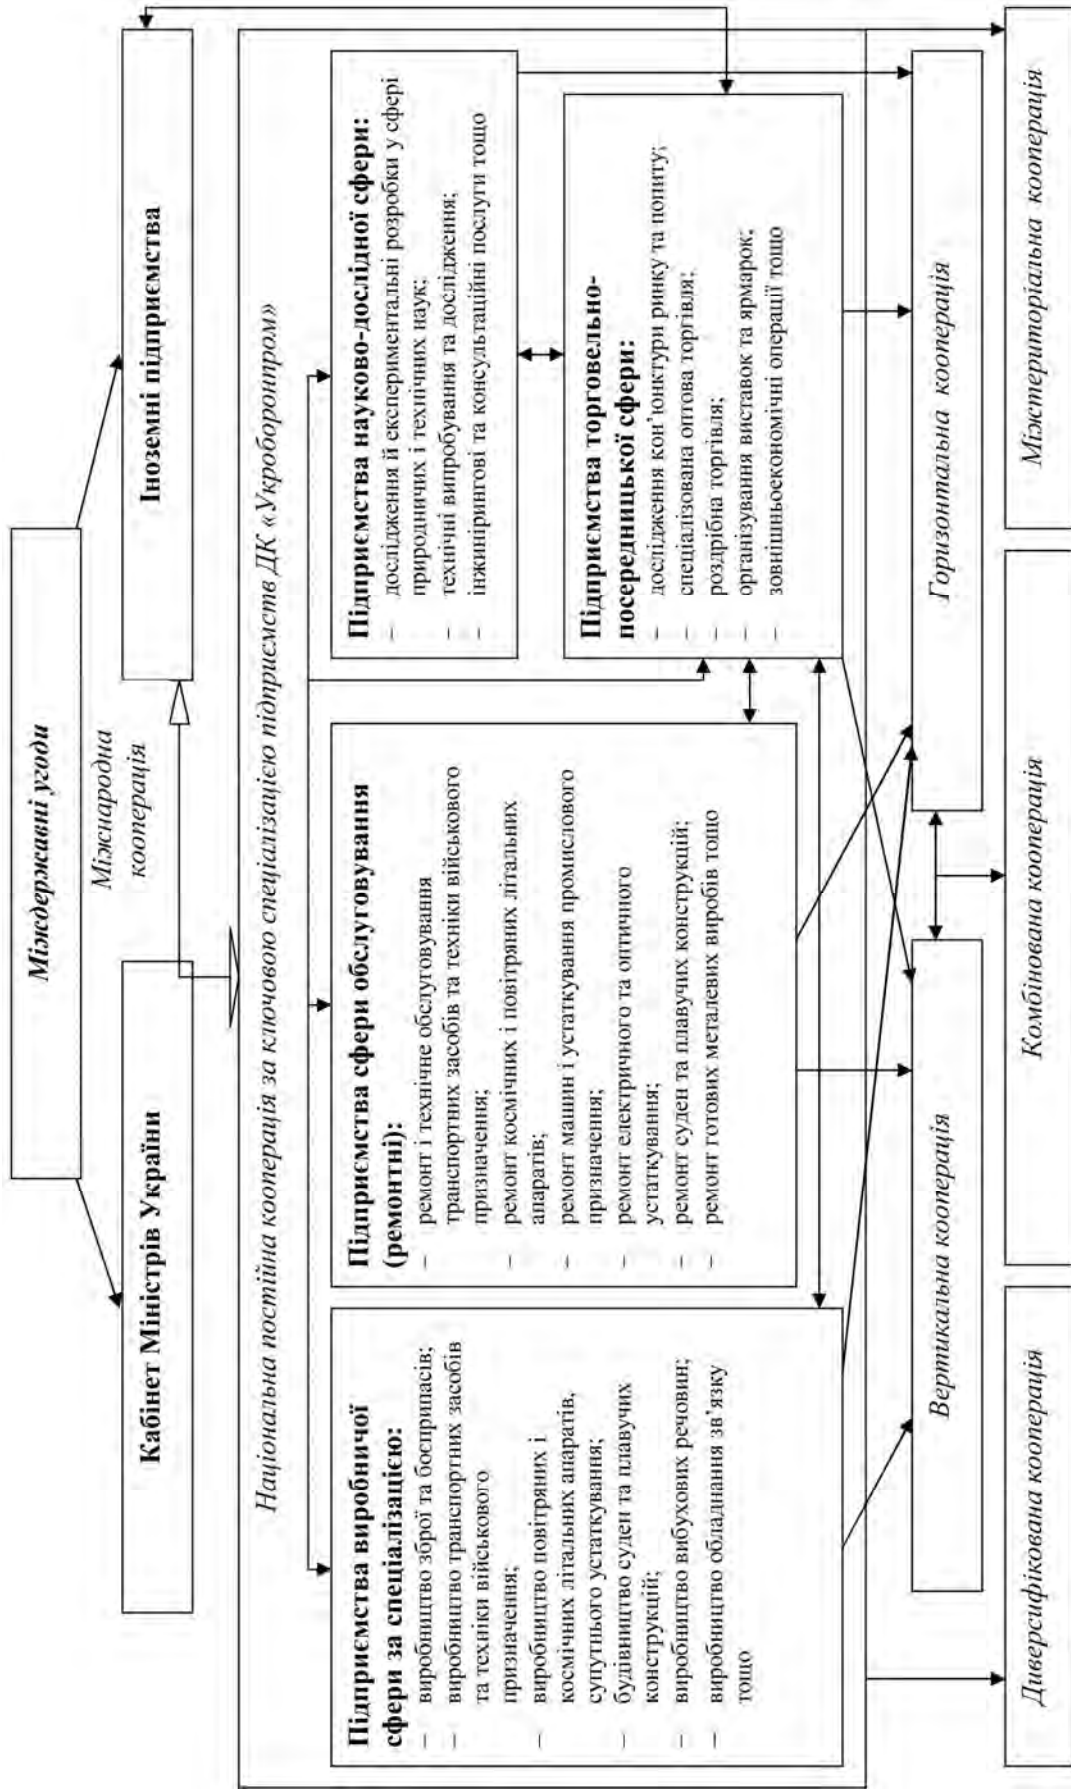 Міждержавні угоди
Міжнародна
кооперація
Кабінет Міністрів України
Іноземні підприємства
Національна постійна кооперація за ключовою спеціалізацією підприємств ДК «Укроборонпром»
Підприємства виробничої
сфери за спеціалізацією:
– виробництво зброї та боєприпасів;
– виробництво транспортних засобів
та техніки військового
призначення;
– виробництво повітряних і
космічних літальних апаратів,
супутнього устаткування;
– будівництво суден та плавучих
конструкцій;
– виробництво вибухових речовин;
– виробництво обладнання зв’язку
тощо
Підприємства сфери обслуговування
(ремонтні):
– ремонт і технічне обслуговування
транспортних засобів та техніки військового
призначення;
– ремонт космічних і повітряних літальних
апаратів;
– ремонт машин і устаткування промислового
призначення;
– ремонт електричного та оптичного
устаткування;
– ремонт суден та плавучих конструкцій;
– ремонт готових металевих виробів тощо
Підприємства науково-дослідної сфери:
– дослідження й експериментальні розробки у сфері
природничих і технічних наук;
– технічні випробування та дослідження;
– інжинірингові та консультаційні послуги тощо
Підприємства торговельно-
посередницької сфери:
– дослідження кон’юнктури ринку та попиту;
– спеціалізована оптова торгівля;
– роздрібна торгівля;
– організування виставок та ярмарок;
– зовнішньоекономічні операції тощо
Вертикальна кооперація
Горизонтальна кооперація
Диверсифікована кооперація
Комбінована кооперація
Міжтериторіальна кооперація